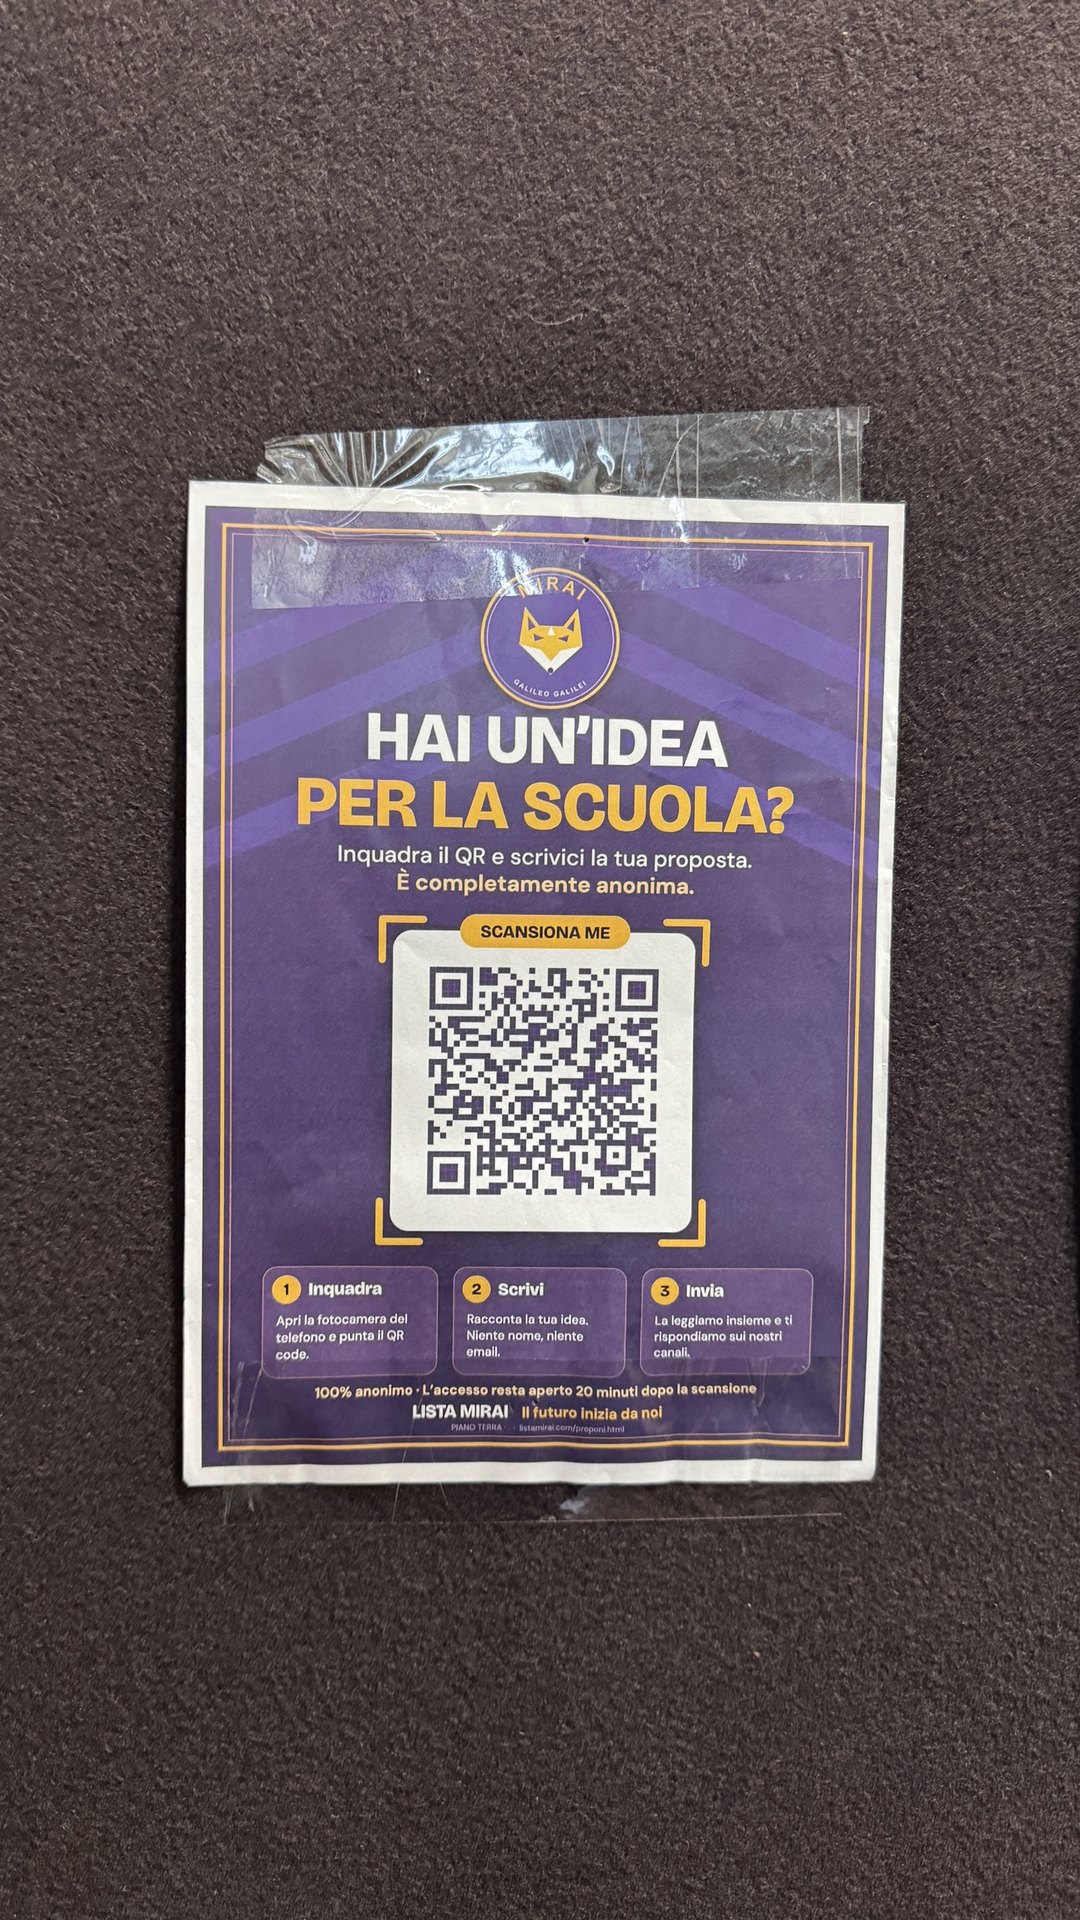 MIRAI
GALILEO GALILEI
HAI UN'IDEA
PER LA SCUOLA?
Inquadra il QR e scrivici la tua proposta.
È completamente anonima.
SCANSIONA ME
1 Inquadra
Apri la fotocamera del
telefono e punta il QR
code.
2 Scrivi
Racconta la tua idea.
Niente nome, niente
email.
3 Invia
La leggiamo insieme e ti
rispondiamo sui nostri
canali.
100% anonimo · L'accesso resta aperto 20 minuti dopo la scansione
LISTA MIRAI Il futuro inizia da noi
PIANO TERRA · · listamirai.com/proponi.html